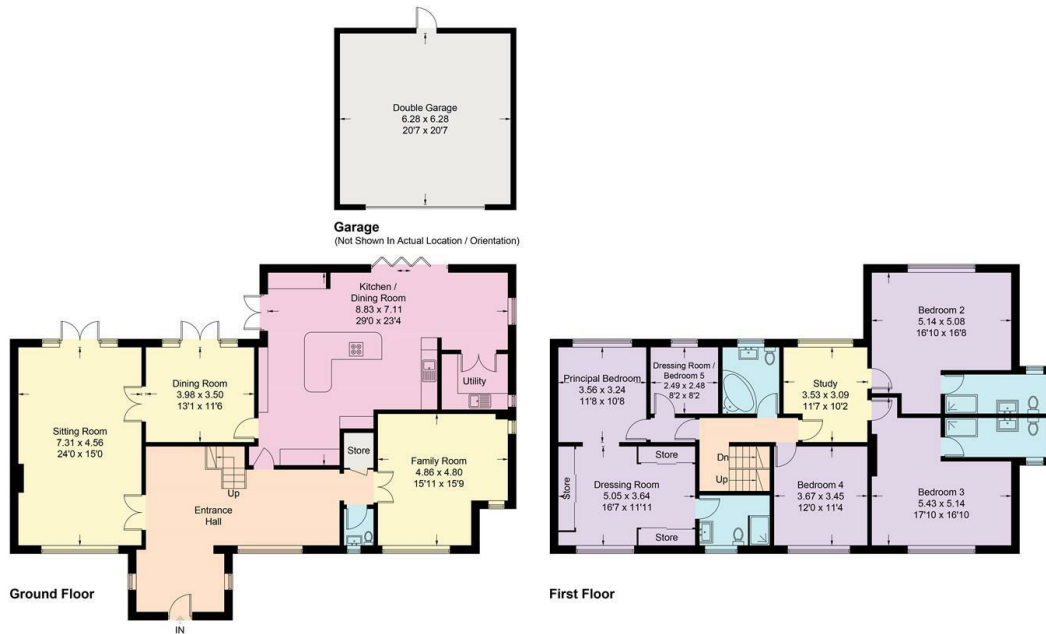 Double Garage
6.28 x 6.28
20'7 x 20'7
Garage
(Not Shown In Actual Location / Orientation)
Kitchen /
Dining Room
8.83 x 7.11
29'0 x 23'4
Utility
Dining Room
3.98 x 3.50
13'1 x 11'6
Sitting Room
7.31 x 4.56
24'0 x 15'0
Store
Family Room
4.86 x 4.80
15'11 x 15'9
Up
Entrance
Hall
IN
Ground Floor
Bedroom 2
5.14 x 5.08
16'10 x 16'8
Principal Bedroom
3.56 x 3.24
11'8 x 10'8
Dressing Room /
Bedroom 5
2.49 x 2.48
8'2 x 8'2
Study
3.53 x 3.09
11'7 x 10'2
Dn
Up
Store
Store
Dressing Room
5.05 x 3.64
16'7 x 11'11
Store
Bedroom 4
3.67 x 3.45
12'0 x 11'4
Bedroom 3
5.43 x 5.14
17'10 x 16'10
First Floor